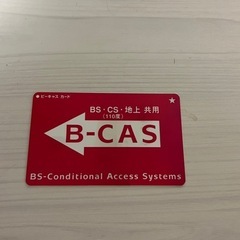 ビーキャス カード
BS・CS・地上 共用
(110度)
B-CAS
BS-Conditional Access Systems